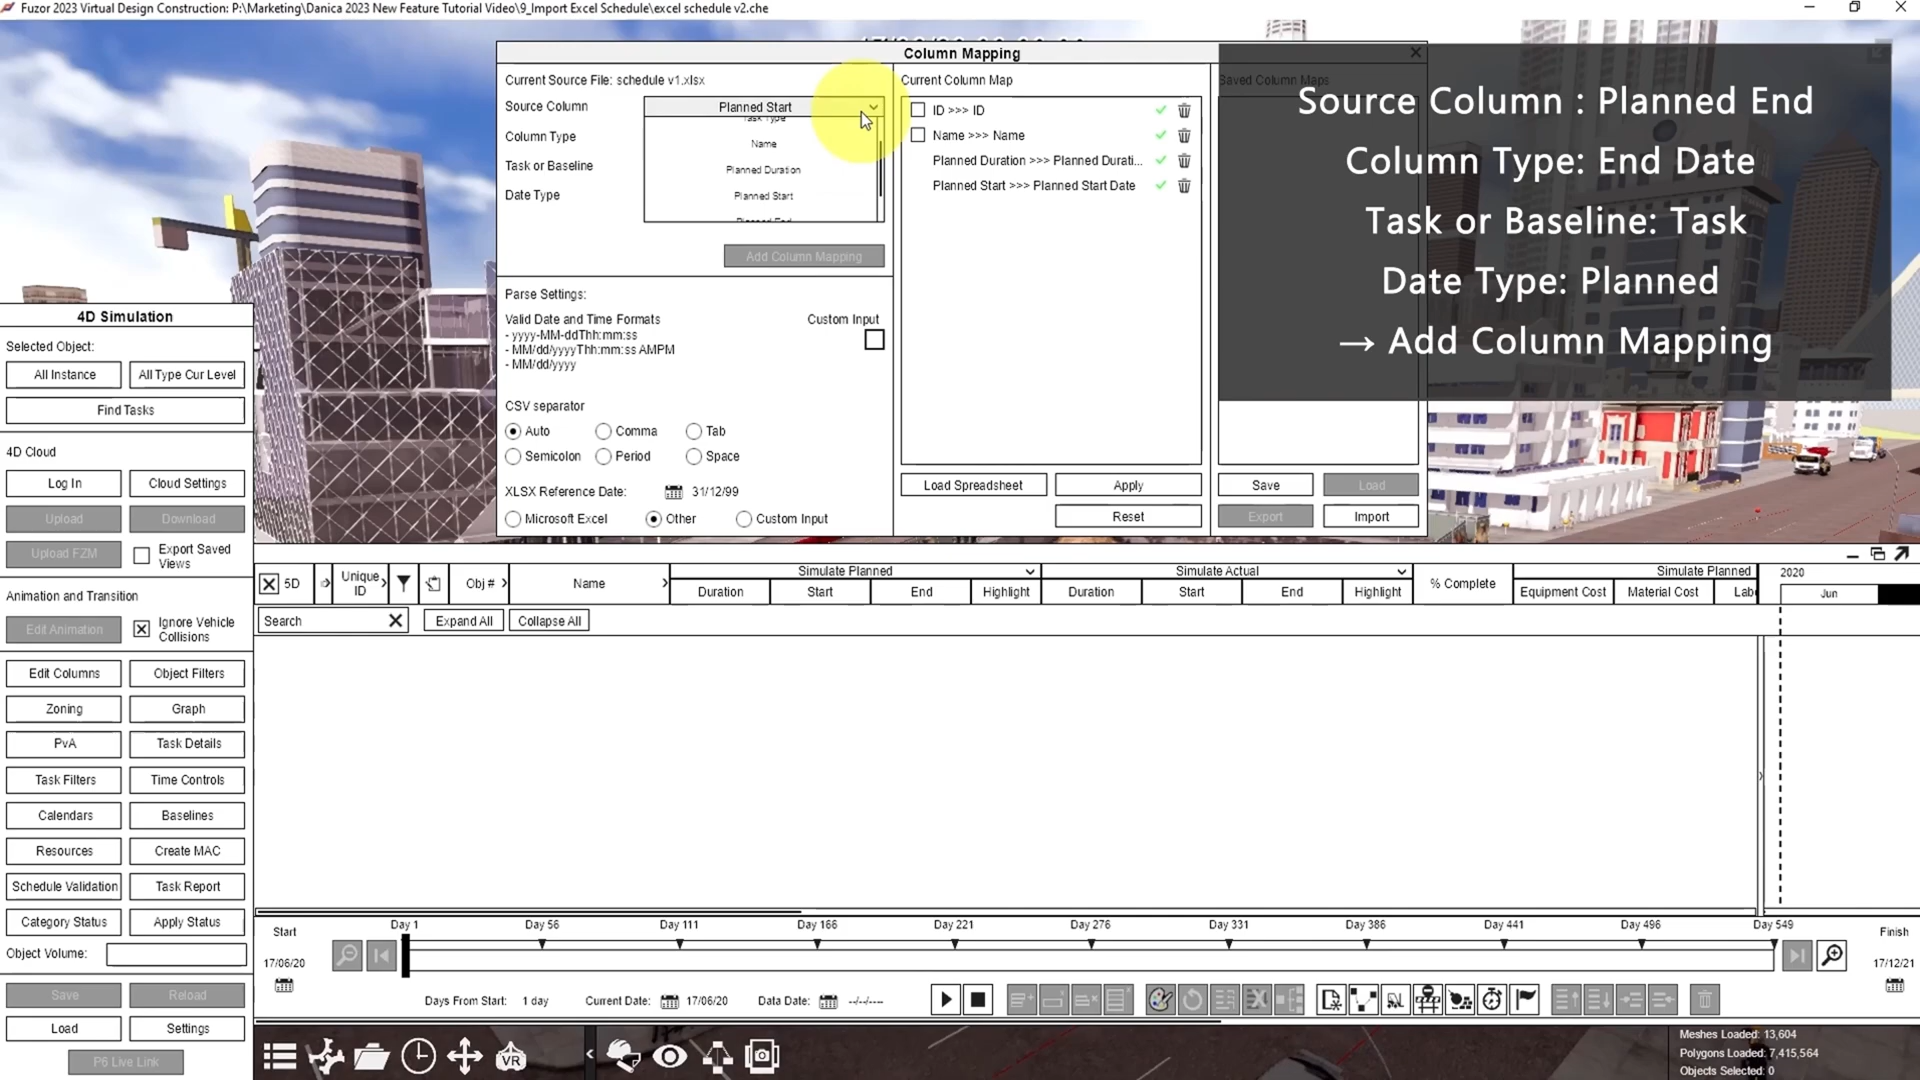 Fuzor 2023 Virtual Design Construction: P:\Marketing\Danica 2023 New Feature Tutorial Video\9_Import Excel Schedule\excel schedule v2.che
Column Mapping
Current Source File: schedule v1.xlsx
Source Column
Planned Start
Task Type
Name
Planned Duration
Planned Start
Planned End
Column Type
Task or Baseline
Date Type
Add Column Mapping
Parse Settings:
Valid Date and Time Formats
- yyyy-MM-ddThh:mm:ss
- MM/dd/yyyyThh:mm:ss AMPM
- MM/dd/yyyy
Custom Input
CSV separator
Auto
Comma
Tab
Semicolon
Period
Space
XLSX Reference Date:
31/12/99
Microsoft Excel
Other
Custom Input
Current Column Map
ID >>> ID
Name >>> Name
Planned Duration >>> Planned Durati...
Planned Start >>> Planned Start Date
Load Spreadsheet
Apply
Reset
Saved Column Maps
Save
Load
Export
Import
Source Column : Planned End
Column Type: End Date
Task or Baseline: Task
Date Type: Planned
→ Add Column Mapping
4D Simulation
Selected Object:
All Instance
All Type Cur Level
Find Tasks
4D Cloud
Log In
Cloud Settings
Upload
Download
Upload FZM
Export Saved
Views
Animation and Transition
Edit Animation
Ignore Vehicle
Collisions
Edit Columns
Object Filters
Zoning
Graph
PvA
Task Details
Task Filters
Time Controls
Calendars
Baselines
Resources
Create MAC
Schedule Validation
Task Report
Category Status
Apply Status
Object Volume:
Save
Reload
Load
Settings
P6 Live Link
5D
Unique
ID
Obj #
Name
Simulate Planned
Duration
Start
End
Highlight
Simulate Actual
Duration
Start
End
Highlight
% Complete
Simulate Planned
Equipment Cost
Material Cost
Lab
2020
Jun
Search
Expand All
Collapse All
Start
17/06/20
Day 1
Day 56
Day 111
Day 166
Day 221
Day 276
Day 331
Day 386
Day 441
Day 496
Day 549
Finish
17/12/21
Days From Start:
1 day
Current Date:
17/06/20
Data Date:
--/--/----
VR
Meshes Loaded: 13,604
Polygons Loaded: 7,415,564
Objects Selected: 0